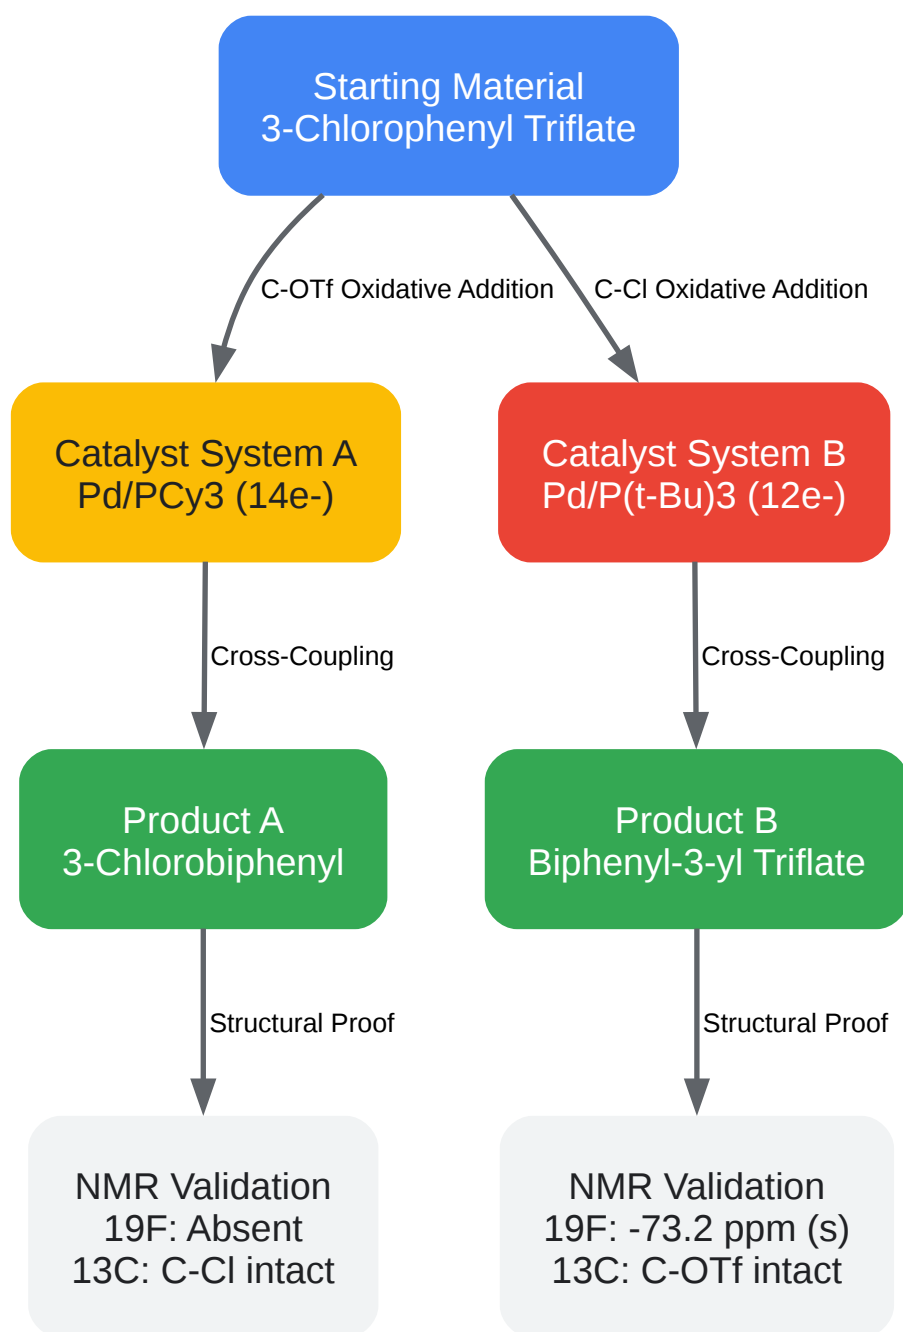 Starting Material
3-Chlorophenyl Triflate
C-OTf Oxidative Addition
C-Cl Oxidative Addition
Catalyst System A
Pd/PCy3 (14e-)
Catalyst System B
Pd/P(t-Bu)3 (12e-)
Cross-Coupling
Cross-Coupling
Product A
3-Chlorobiphenyl
Product B
Biphenyl-3-yl Triflate
Structural Proof
Structural Proof
NMR Validation
19F: Absent
13C: C-Cl intact
NMR Validation
19F: -73.2 ppm (s)
13C: C-OTf intact